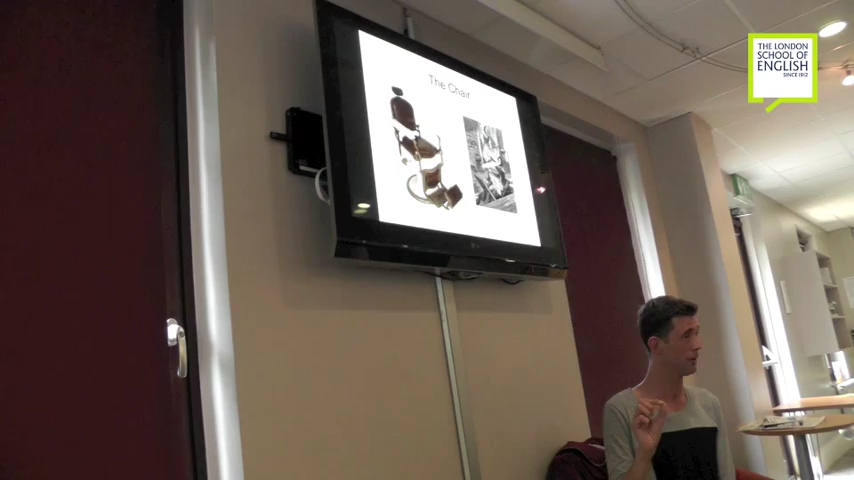 The Chair
THE LONDON
SCHOOL OF
ENGLISH
SINCE 1912